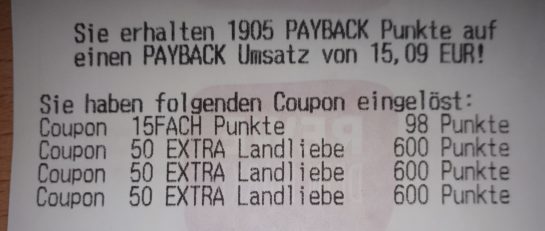 Sie erhalten 1905 PAYBACK Punkte auf
einen PAYBACK Umsatz von 15,09 EUR!
Sie haben folgenden Coupon eingelöst:
Coupon 15FACH Punkte 98 Punkte
Coupon 50 EXTRA Landliebe 600 Punkte
Coupon 50 EXTRA Landliebe 600 Punkte
Coupon 50 EXTRA Landliebe 600 Punkte